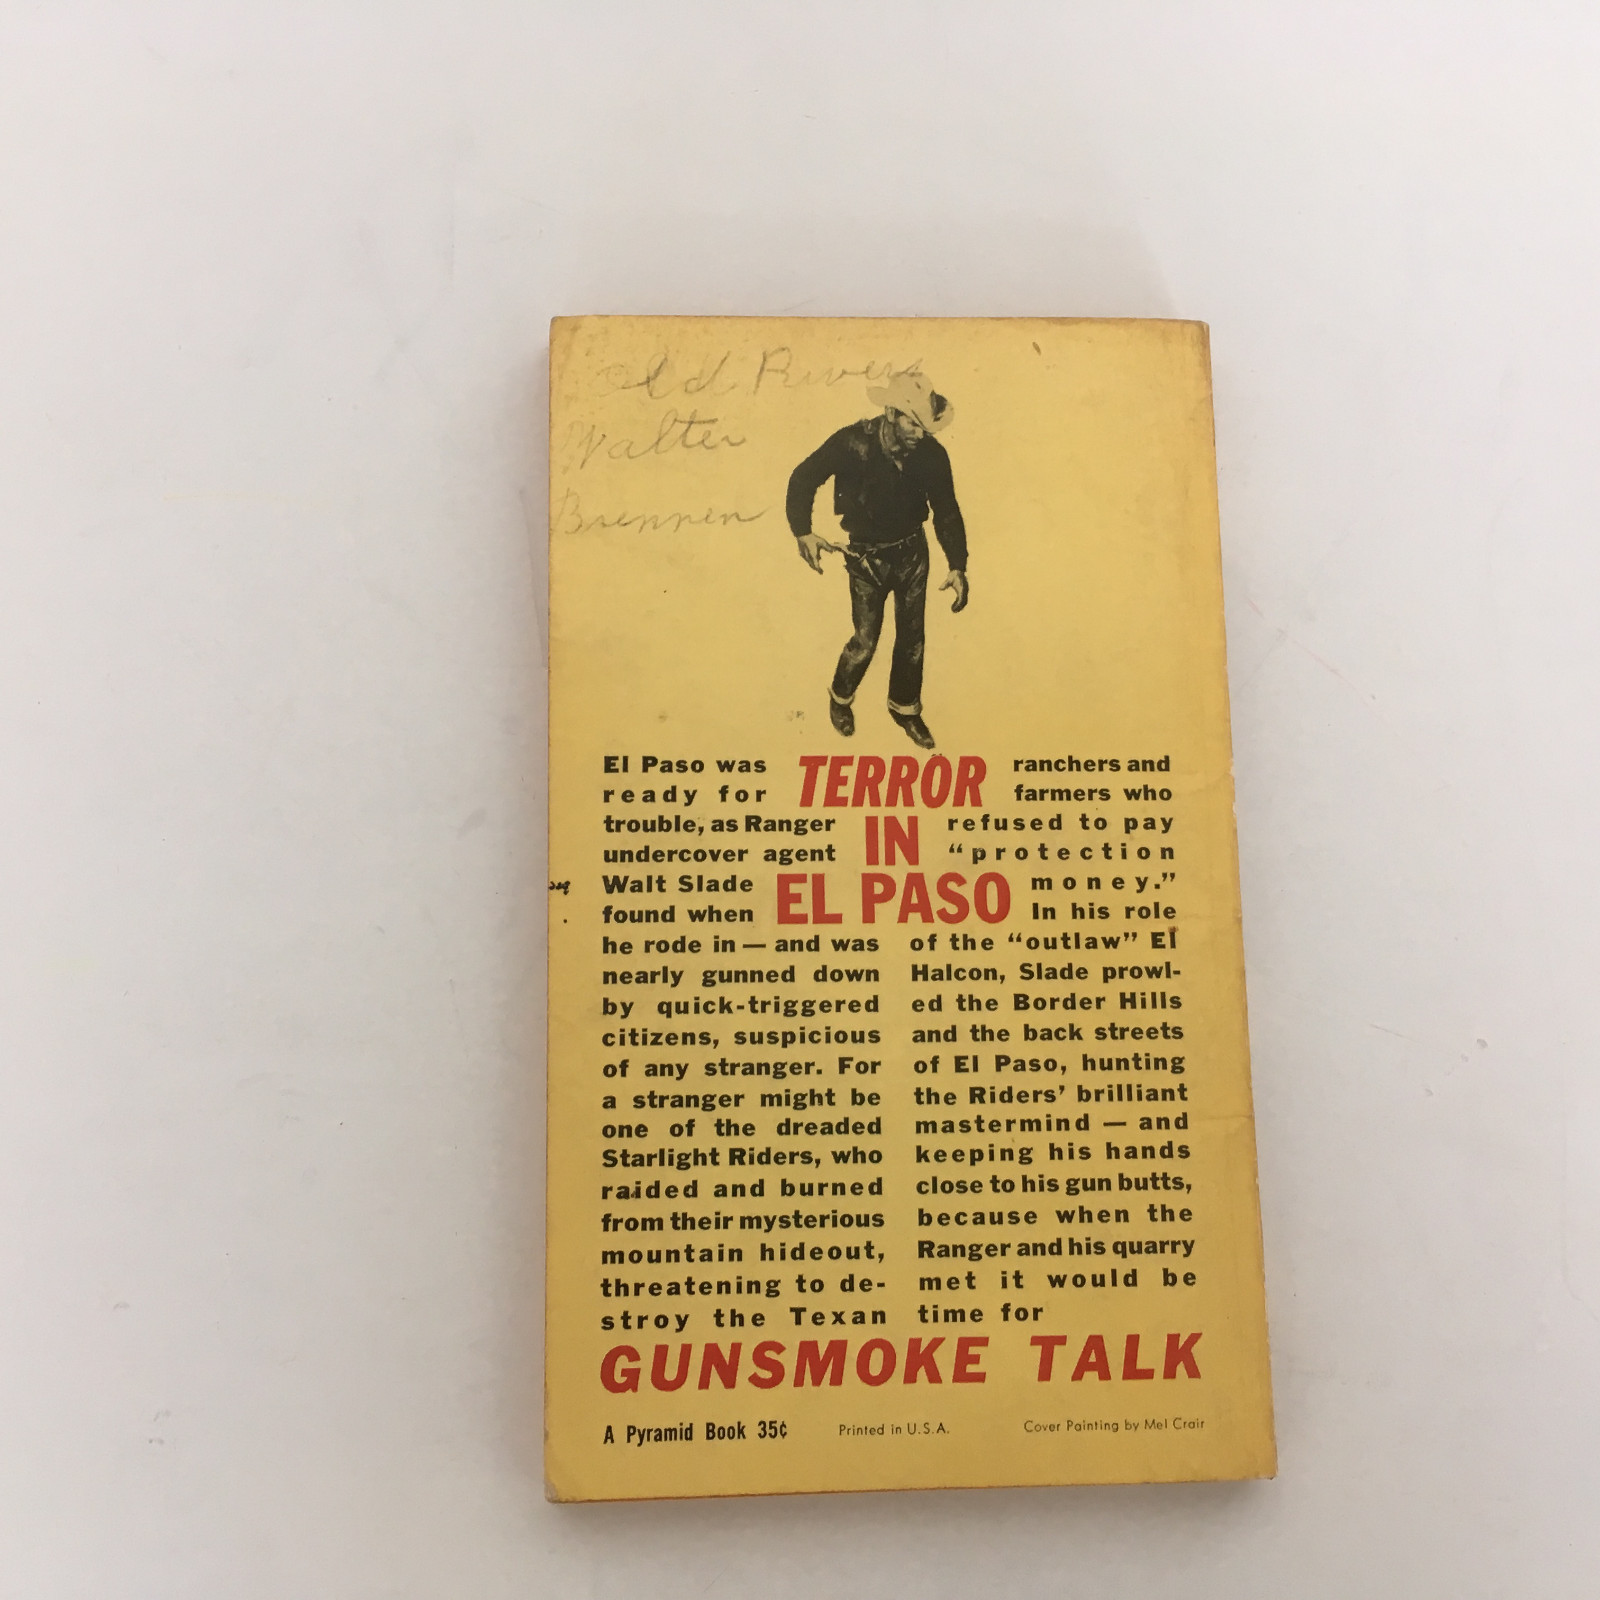 old Rivers
Walter
Brennen
El Paso was
ready for
trouble, as Ranger
undercover agent
Walt Slade
found when
he rode in — and was
nearly gunned down
by quick-triggered
citizens, suspicious
of any stranger. For
a stranger might be
one of the dreaded
Starlight Riders, who
raided and burned
from their mysterious
mountain hideout,
threatening to de-
stroy the Texan
TERROR
IN
EL PASO
ranchers and
farmers who
refused to pay
“protection
money.”
In his role
of the “outlaw” El
Halcon, Slade prowl-
ed the Border Hills
and the back streets
of El Paso, hunting
the Riders’ brilliant
mastermind — and
keeping his hands
close to his gun butts,
because when the
Ranger and his quarry
met it would be
time for
GUNSMOKE TALK
A Pyramid Book 35¢ Printed in U.S.A. Cover Painting by Mel Crair